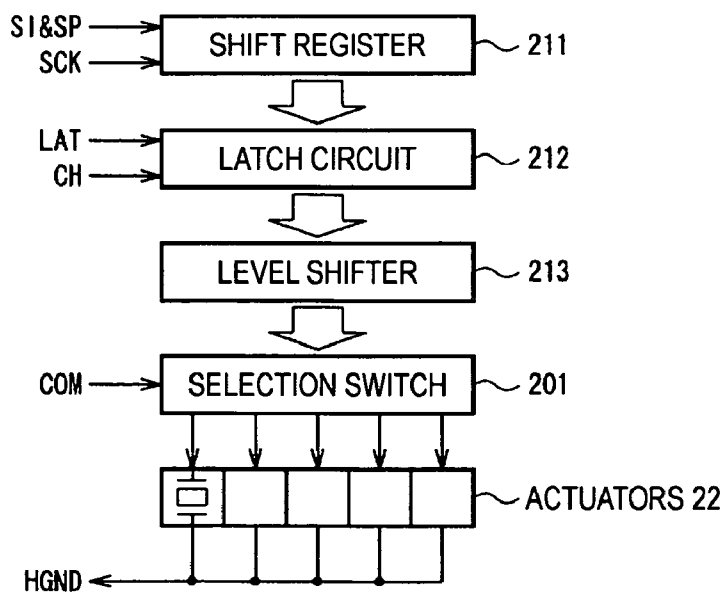 SI&SP
SHIFT REGISTER
211
SCK
LAT
LATCH CIRCUIT
212
CH
LEVEL SHIFTER
213
COM
SELECTION SWITCH
201
ACTUATORS 22
HGND